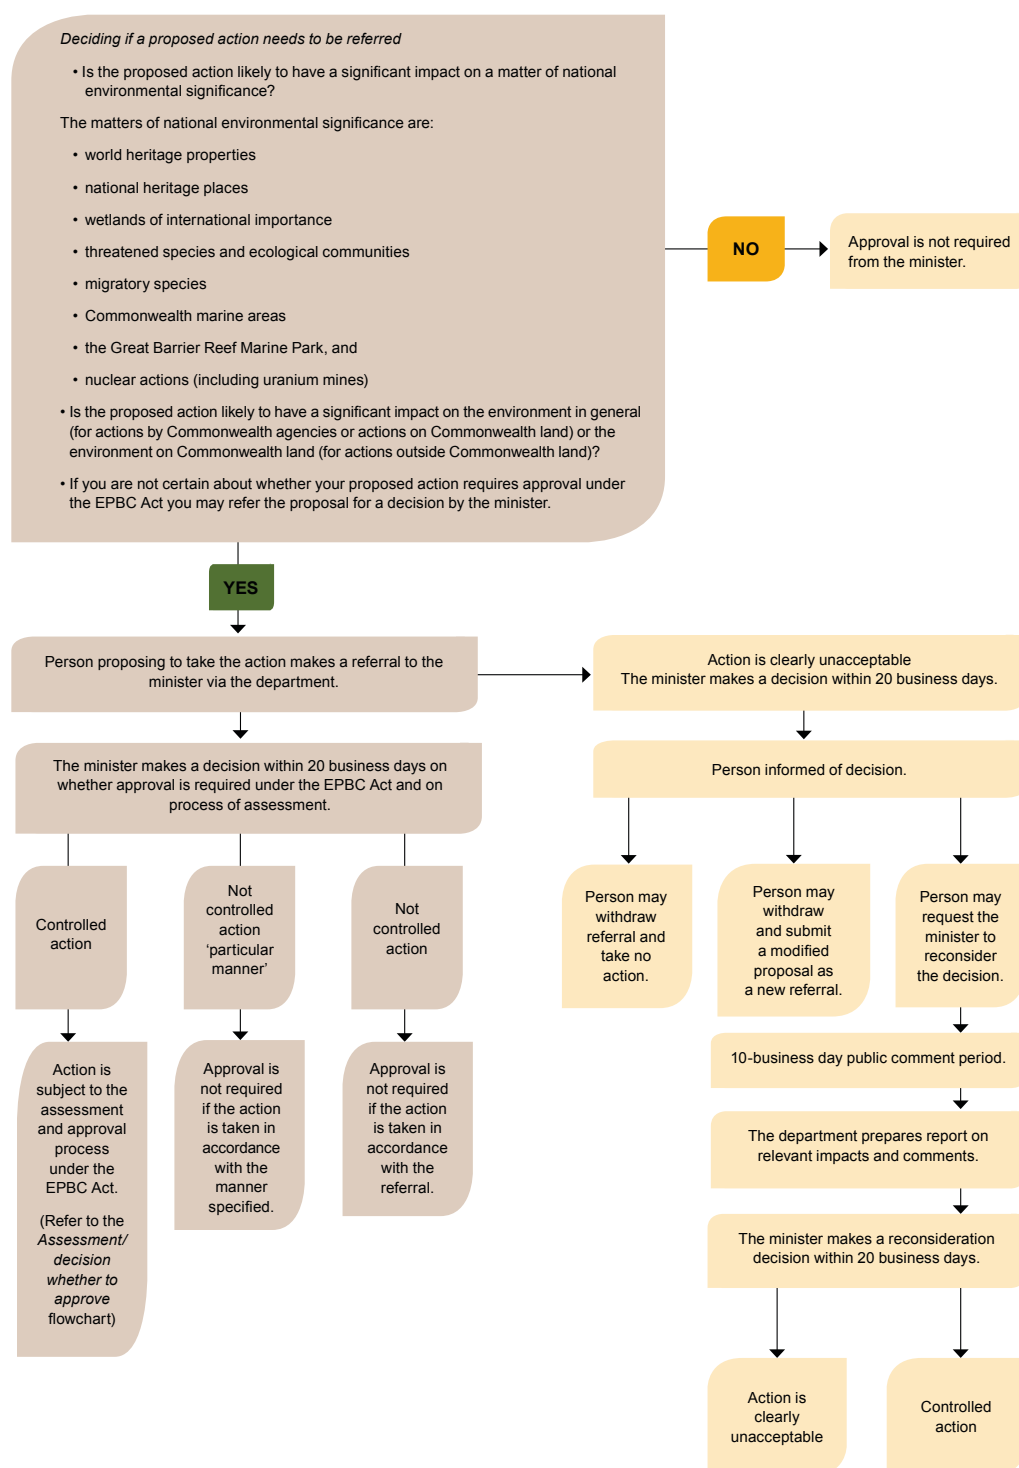 Deciding if a proposed action needs to be referred
• Is the proposed action likely to have a significant impact on a matter of national
environmental significance?
The matters of national environmental significance are:
• world heritage properties
• national heritage places
• wetlands of international importance
• threatened species and ecological communities
• migratory species
• Commonwealth marine areas
• the Great Barrier Reef Marine Park, and
• nuclear actions (including uranium mines)
• Is the proposed action likely to have a significant impact on the environment in general
(for actions by Commonwealth agencies or actions on Commonwealth land) or the
environment on Commonwealth land (for actions outside Commonwealth land)?
• If you are not certain about whether your proposed action requires approval under
the EPBC Act you may refer the proposal for a decision by the minister.
NO
Approval is not required
from the minister.
YES
Person proposing to take the action makes a referral to the
minister via the department.
Action is clearly unacceptable
The minister makes a decision within 20 business days.
The minister makes a decision within 20 business days on
whether approval is required under the EPBC Act and on
process of assessment.
Person informed of decision.
Controlled
action
Not
controlled
action
‘particular
manner’
Not
controlled
action
Person may
withdraw
referral and
take no
action.
Person may
withdraw
and submit
a modified
proposal as
a new referral.
Person may
request the
minister to
reconsider
the decision.
Action is
subject to the
assessment
and approval
process
under the
EPBC Act.
(Refer to the
Assessment/
decision
whether to
approve
flowchart)
Approval is
not required
if the action
is taken in
accordance
with the
manner
specified.
Approval is
not required
if the action
is taken in
accordance
with the
referral.
10-business day public comment period.
The department prepares report on
relevant impacts and comments.
The minister makes a reconsideration
decision within 20 business days.
Action is
clearly
unacceptable
Controlled
action